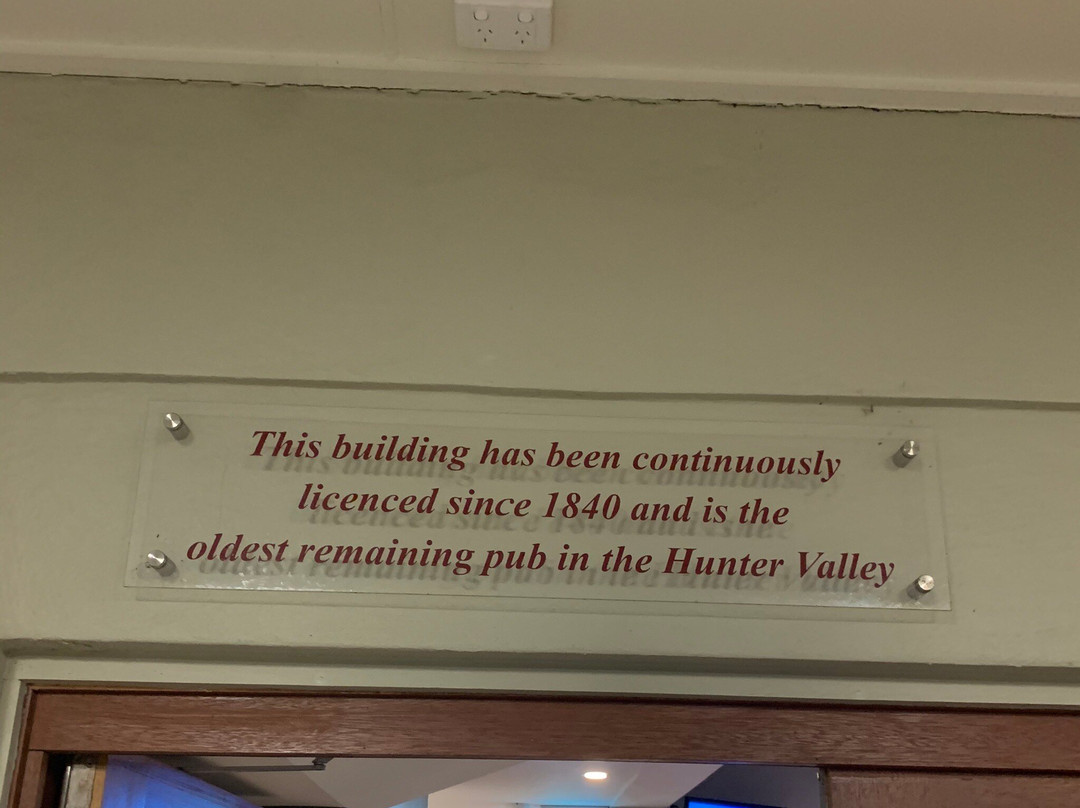 This building has been continuously
licenced since 1840 and is the
oldest remaining pub in the Hunter Valley